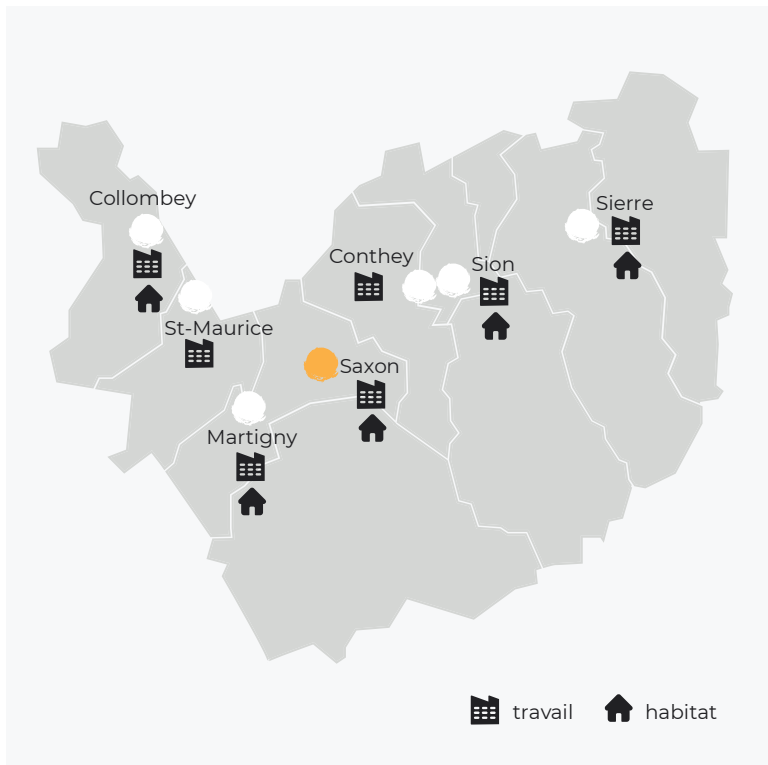 Collombey
Sierre
Conthey
Sion
St-Maurice
Saxon
Martigny
travail
habitat